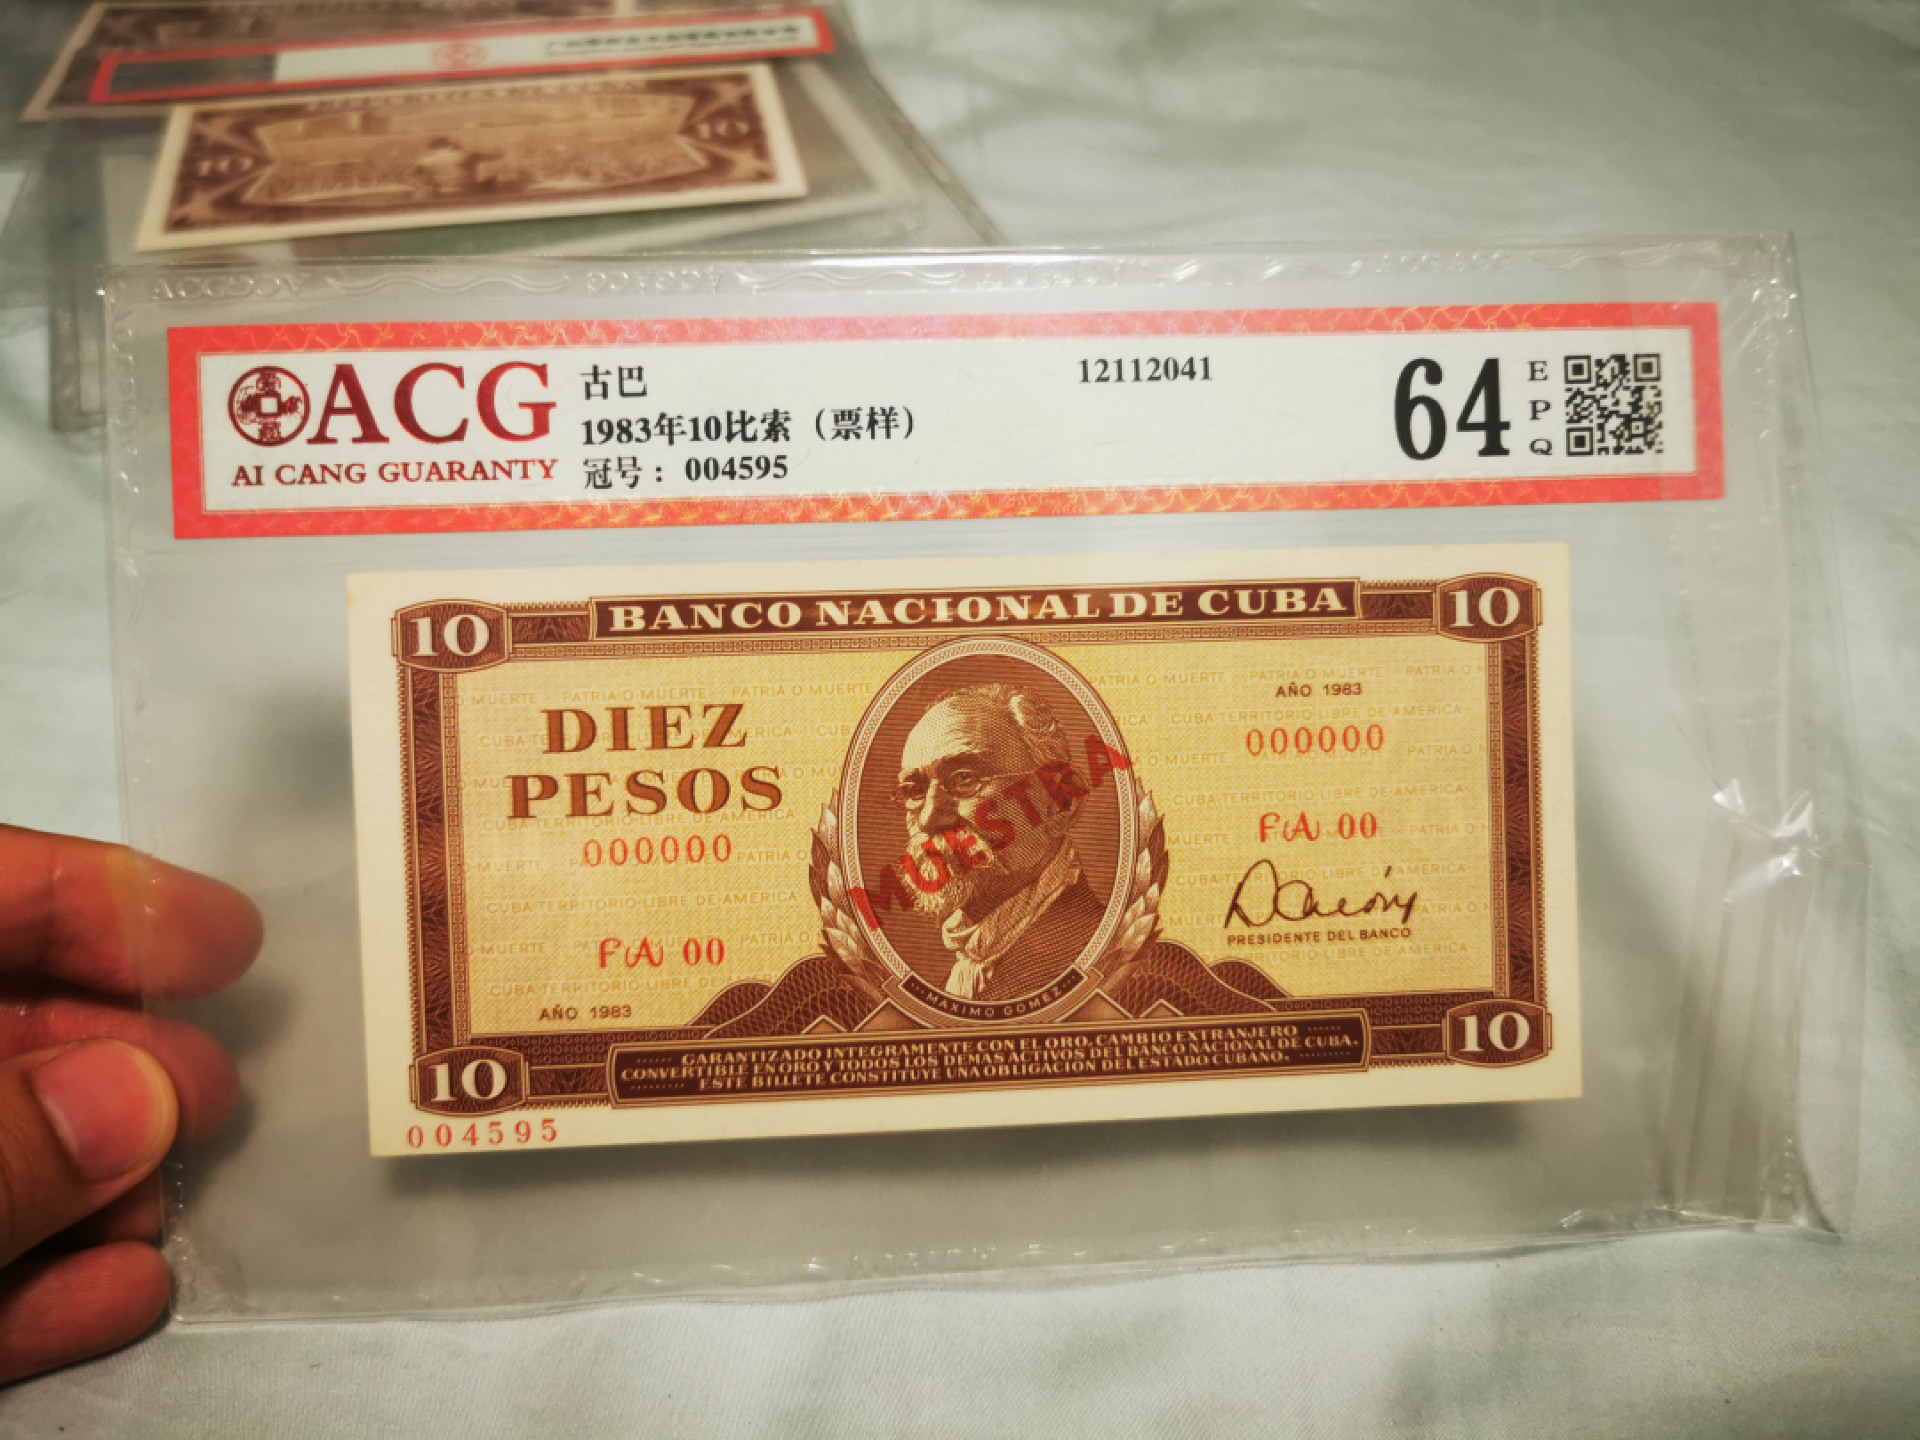 10
10
ACG
AI CANG GUARANTY
古巴
1983年10比索（票样）
冠号：004595
12112041
64
EPQ
BANCO NACIONAL DE CUBA
10
10
DIEZ
PESOS
000000
FA 00
AÑO 1983
MUESTRA
MAXIMO GOMEZ
AÑO 1983
000000
FA 00
PRESIDENTE DEL BANCO
PATRIA O MUERTE
CUBA TERRITORIO LIBRE DE AMERICA
GARANTIZADO INTEGRAMENTE CON EL ORO, CAMBIO EXTRANJERO
CONVERTIBLE EN ORO Y TODOS LOS DEMAS ACTIVOS DEL BANCO NACIONAL DE CUBA.
ESTE BILLETE CONSTITUYE UNA OBLIGACION DEL ESTADO CUBANO.
10
10
004595